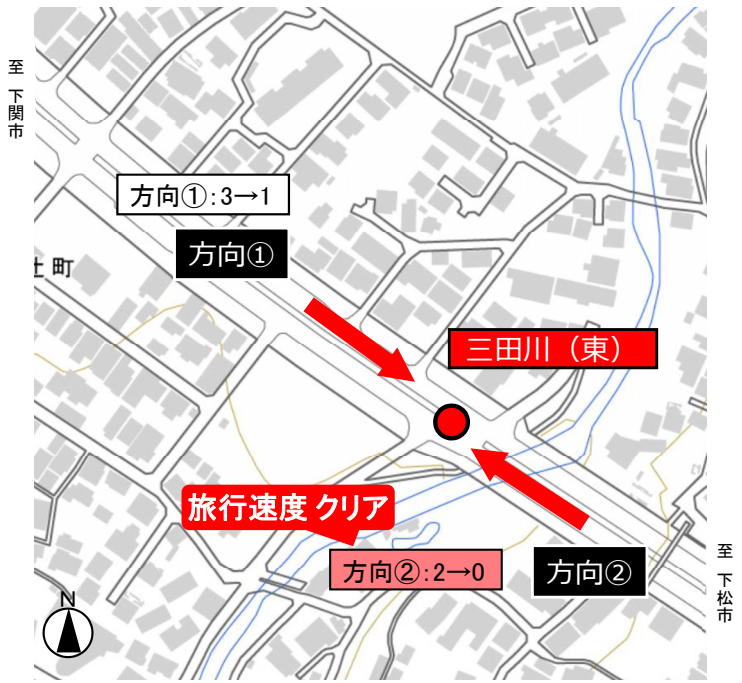 至 下関市
方向①:3→1
方向①
町
三田川（東）
旅行速度 クリア
方向②:2→0
方向②
至 下松市
N